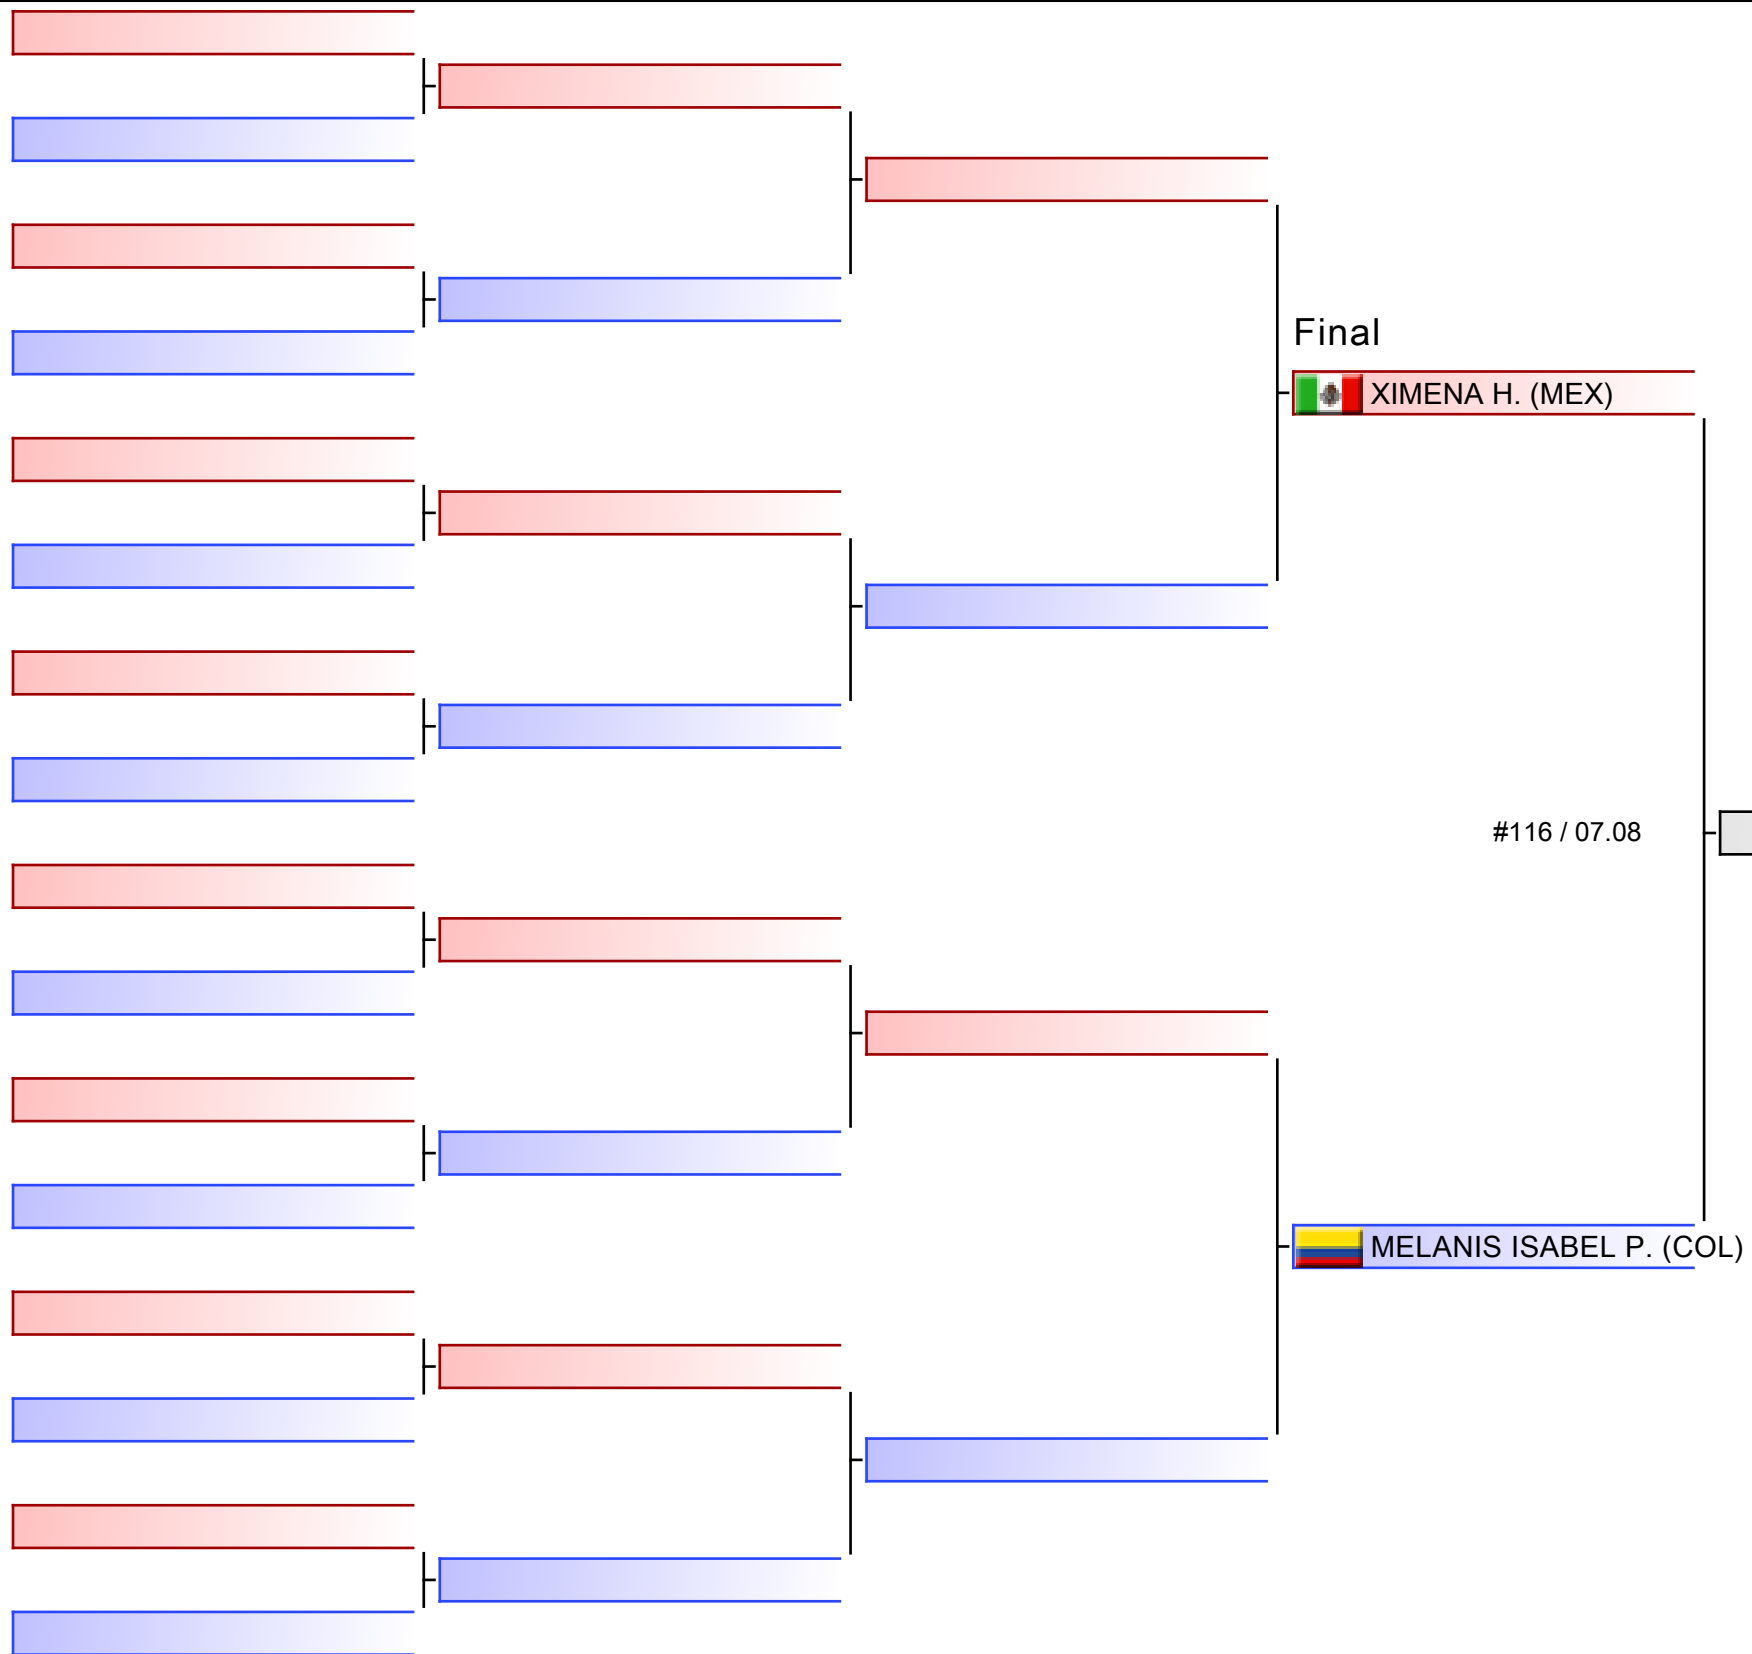 Final
XIMENA H. (MEX)
#116 / 07.08
MELANIS ISABEL P. (COL)